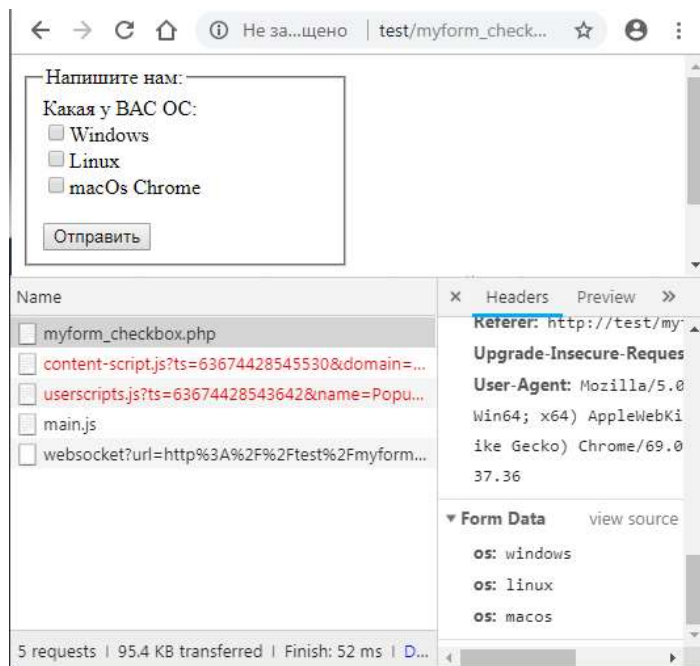 Не за...щено | test/myform_check...
Напишите нам:
Какая у ВАС ОС:
Windows
Linux
macOs Chrome
Отправить
Name
myform_checkbox.php
content-script.js?ts=63674428545530&domain=...
userscripts.js?ts=63674428543642&name=Popu...
main.js
websocket?url=http%3A%2F%2Ftest%2Fmyform...
5 requests | 95.4 KB transferred | Finish: 52 ms | D...
× Headers Preview »
Referer: http://test/my
Upgrade-Insecure-Reques
User-Agent: Mozilla/5.0
Win64; x64) AppleWebKi
ike Gecko) Chrome/69.0
37.36
Form Data view source
os: windows
os: linux
os: macos